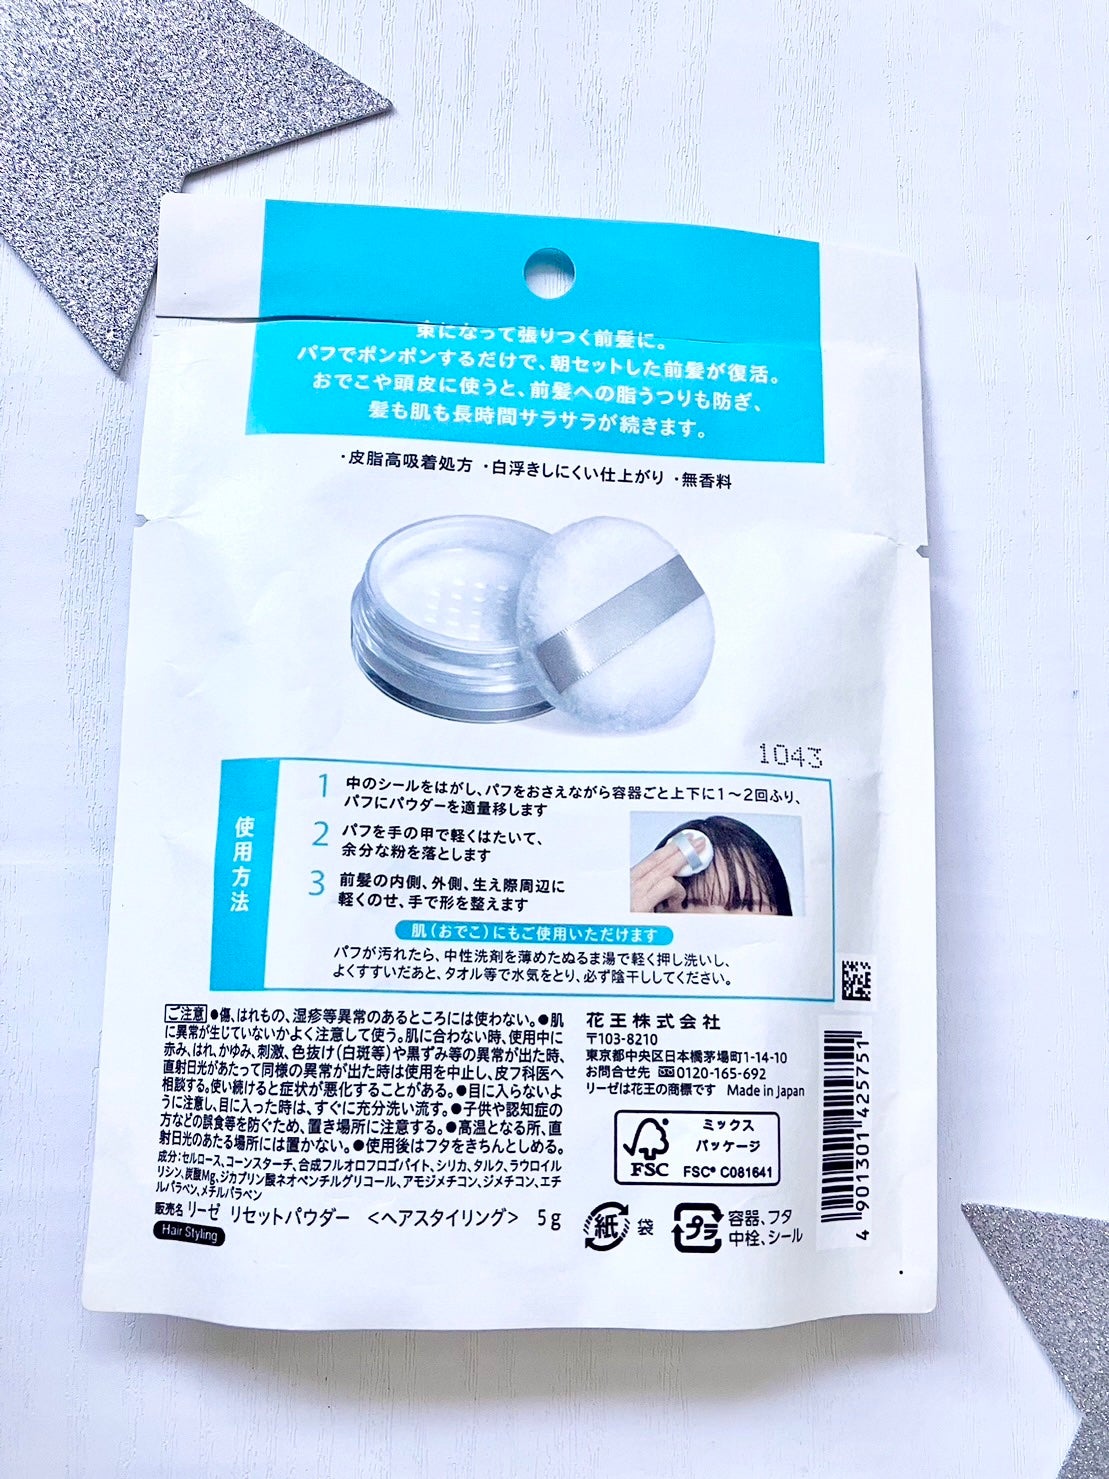 束になって張りつく前髪に。
パフでポンポンするだけで、朝セットした前髪が復活。
おでこや頭皮に使うと、前髪への脂うつりも防ぎ、
髪も肌も長時間サラサラが続きます。
・皮脂高吸着処方 ・白浮きしにくい仕上がり ・無香料
1043
使用方法
1 中のシールをはがし、パフをおさえながら容器ごと上下に1〜2回ふり、
パフにパウダーを適量移します
2 パフを手の甲で軽くはたいて、
余分な粉を落とします
3 前髪の内側、外側、生え際周辺に
軽くのせ、手で形を整えます
肌(おでこ)にもご使用いただけます
パフが汚れたら、中性洗剤を薄めたぬるま湯で軽く押し洗いし、
よくすすいだあと、タオル等で水気をとり、必ず陰干ししてください。
ご注意 ●傷、はれもの、湿疹等異常のあるところには使わない。●肌
に異常が生じていないかよく注意して使う。肌に合わない時、使用中に
赤み、はれ、かゆみ、刺激、色抜け(白斑等)や黒ずみ等の異常が出た時、
直射日光があたって同様の異常が出た時は使用を中止し、皮フ科医へ
相談する。使い続けると症状が悪化することがある。●目に入らないよ
うに注意し、目に入った時は、すぐに充分洗い流す。●子供や認知症の
方などの誤食等を防ぐため、置き場所に注意する。●高温となる所、直
射日光のあたる場所には置かない。●使用後はフタをきちんとしめる。
成分:セルロース、コーンスターチ、合成フルオロフロゴパイト、シリカ、タルク、ラウロイル
リシン、炭酸Mg、ジカプリン酸ネオペンチルグリコール、アモジメチコン、ジメチコン、エチ
ルパラベン、メチルパラベン
販売名 リーゼ リセットパウダー <ヘアスタイリング> 5g
Hair Styling
花王株式会社
〒103-8210
東京都中央区日本橋茅場町1-14-10
お問合せ先 0120-165-692
リーゼは花王の商標です Made in Japan
ミックス
パッケージ
FSC
FSC® C081641
紙 袋
プラ 容器、フタ
中栓、シール
4 901301 425751